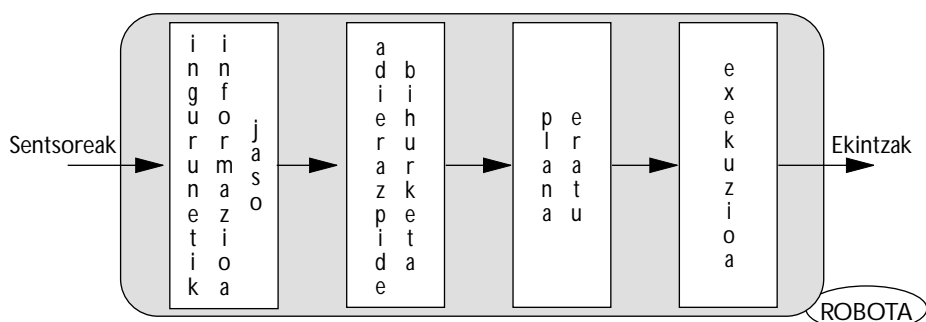 Sentsoreak
ingurunetik
informazioa
jaso
adierazpide
bihurketa
plana
eratu
exekuzioa
Ekintzak
ROBOTA